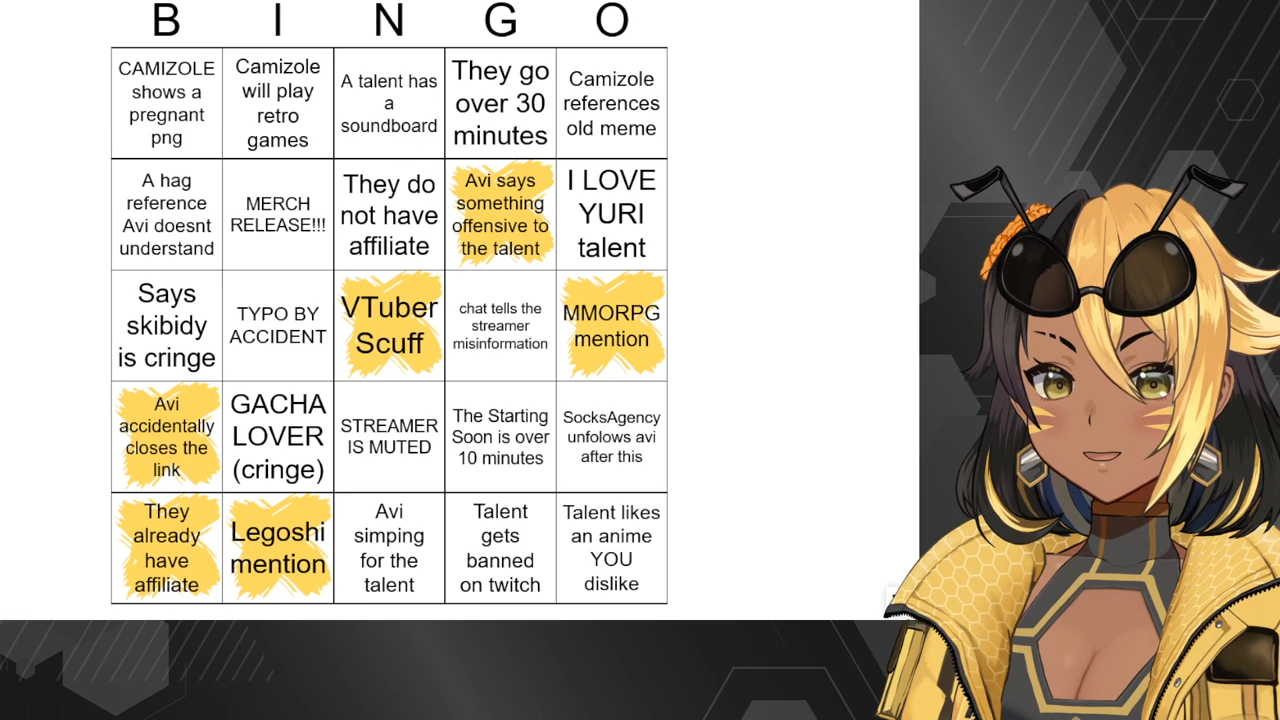 B I N G O
CAMIZOLE
shows a
pregnant
png
Camizole
will play
retro
games
A talent has
a
soundboard
They go
over 30
minutes
Camizole
references
old meme
A hag
reference
Avi doesnt
understand
MERCH
RELEASE!!!
They do
not have
affiliate
Avi says
something
offensive to
the talent
I LOVE
YURI
talent
Says
skibidy
is cringe
TYPO BY
ACCIDENT
VTuber
Scuff
chat tells the
streamer
misinformation
MMORPG
mention
Avi
accidentally
closes the
link
GACHA
LOVER
(cringe)
STREAMER
IS MUTED
The Starting
Soon is over
10 minutes
SocksAgency
unfolows avi
after this
They
already
have
affiliate
Legoshi
mention
Avi
simping
for the
talent
Talent
gets
banned
on twitch
Talent likes
an anime
YOU
dislike